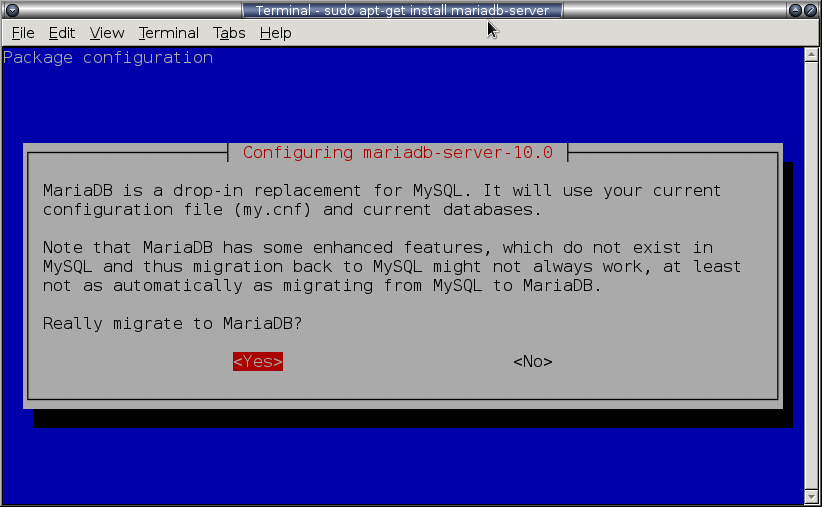 Terminal - sudo apt-get install mariadb-server
File Edit View Terminal Tabs Help
Package configuration
Configuring mariadb-server-10.0
MariaDB is a drop-in replacement for MySQL. It will use your current
configuration file (my.cnf) and current databases.
Note that MariaDB has some enhanced features, which do not exist in
MySQL and thus migration back to MySQL might not always work, at least
not as automatically as migrating from MySQL to MariaDB.
Really migrate to MariaDB?
<Yes> <No>